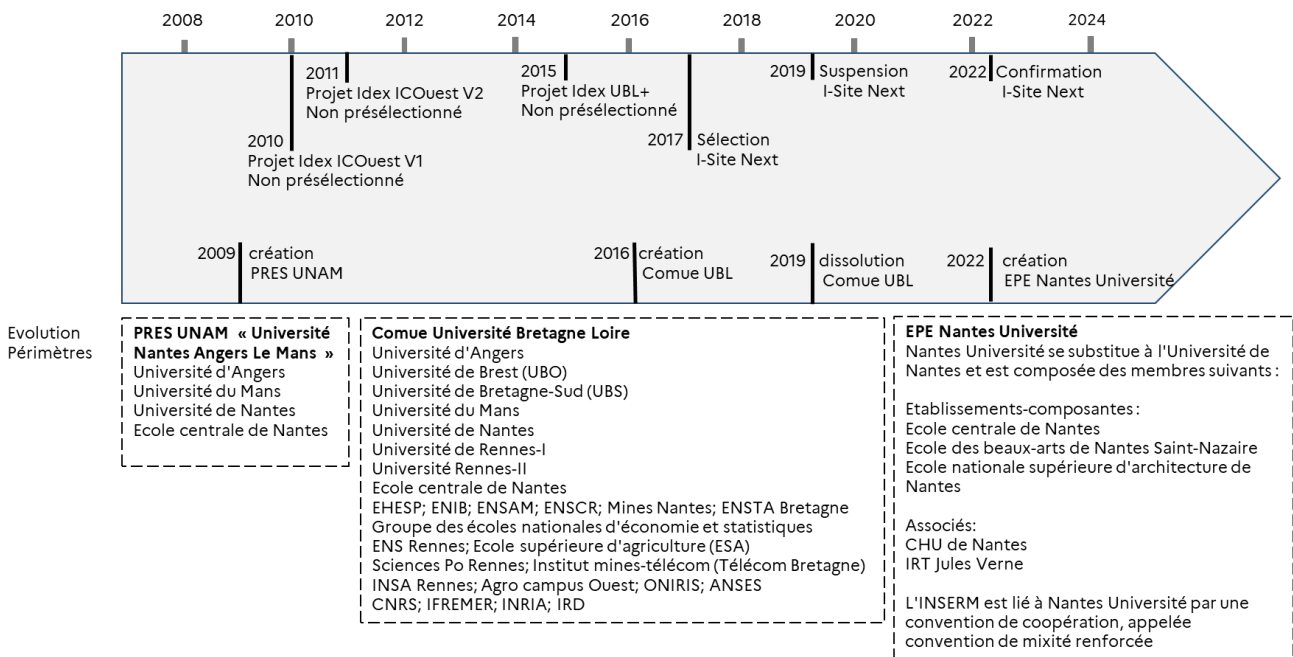 2008 2010 2012 2014 2016 2018 2020 2022 2024
2011
Projet Idex ICOuest V2
Non présélectionné
2010
Projet Idex ICOuest V1
Non présélectionné
2015
Projet Idex UBL+
Non présélectionné
2017 Sélection
I-Site Next
2019 Suspension
I-Site Next
2022 Confirmation
I-Site Next
2009 création
PRES UNAM
2016 création
Comue UBL
2019 dissolution
Comue UBL
2022 création
EPE Nantes Université
Evolution
Périmètres
PRES UNAM « Université
Nantes Angers Le Mans »
Université d'Angers
Université du Mans
Université de Nantes
Ecole centrale de Nantes
Comue Université Bretagne Loire
Université d'Angers
Université de Brest (UBO)
Université de Bretagne-Sud (UBS)
Université du Mans
Université de Nantes
Université de Rennes-I
Université Rennes-II
Ecole centrale de Nantes
EHESP; ENIB; ENSAM; ENSCR; Mines Nantes; ENSTA Bretagne
Groupe des écoles nationales d'économie et statistiques
ENS Rennes; Ecole supérieure d'agriculture (ESA)
Sciences Po Rennes; Institut mines-télécom (Télécom Bretagne)
INSA Rennes; Agro campus Ouest; ONIRIS; ANSES
CNRS; IFREMER; INRIA; IRD
EPE Nantes Université
Nantes Université se substitue à l'Université de
Nantes et est composée des membres suivants :
Etablissements-composantes :
Ecole centrale de Nantes
Ecole des beaux-arts de Nantes Saint-Nazaire
Ecole nationale supérieure d'architecture de
Nantes
Associés:
CHU de Nantes
IRT Jules Verne
L'INSERM est lié à Nantes Université par une
convention de coopération, appelée
convention de mixité renforcée